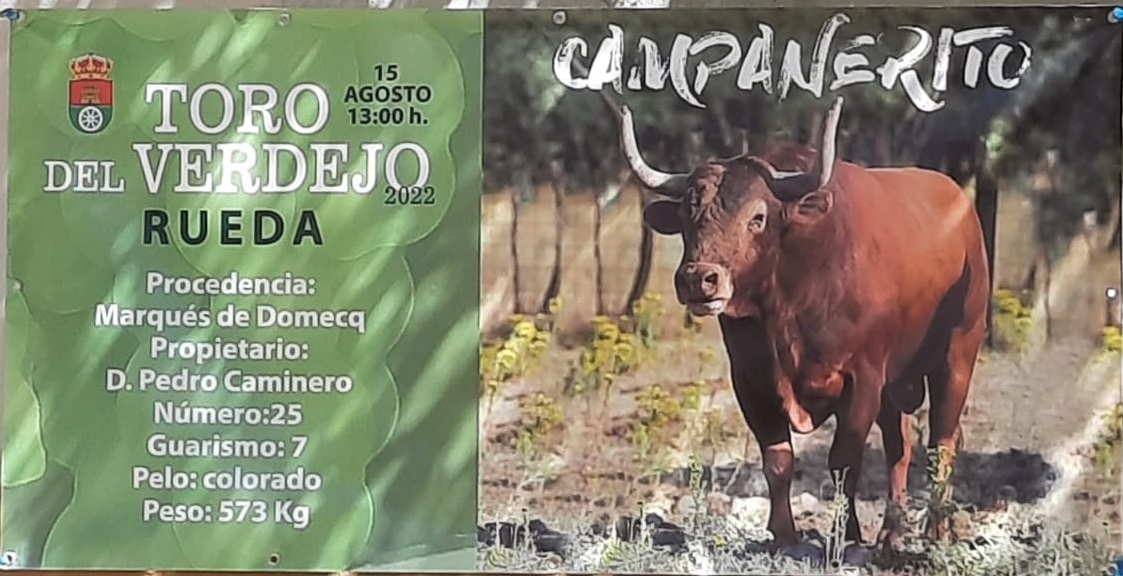 15
AGOSTO
13:00 h.
TORO
DEL VERDEJO
2022
RUEDA
Procedencia:
Marqués de Domecq
Propietario:
D. Pedro Caminero
Número:25
Guarismo: 7
Pelo: colorado
Peso: 573 Kg
CAMPANERITO